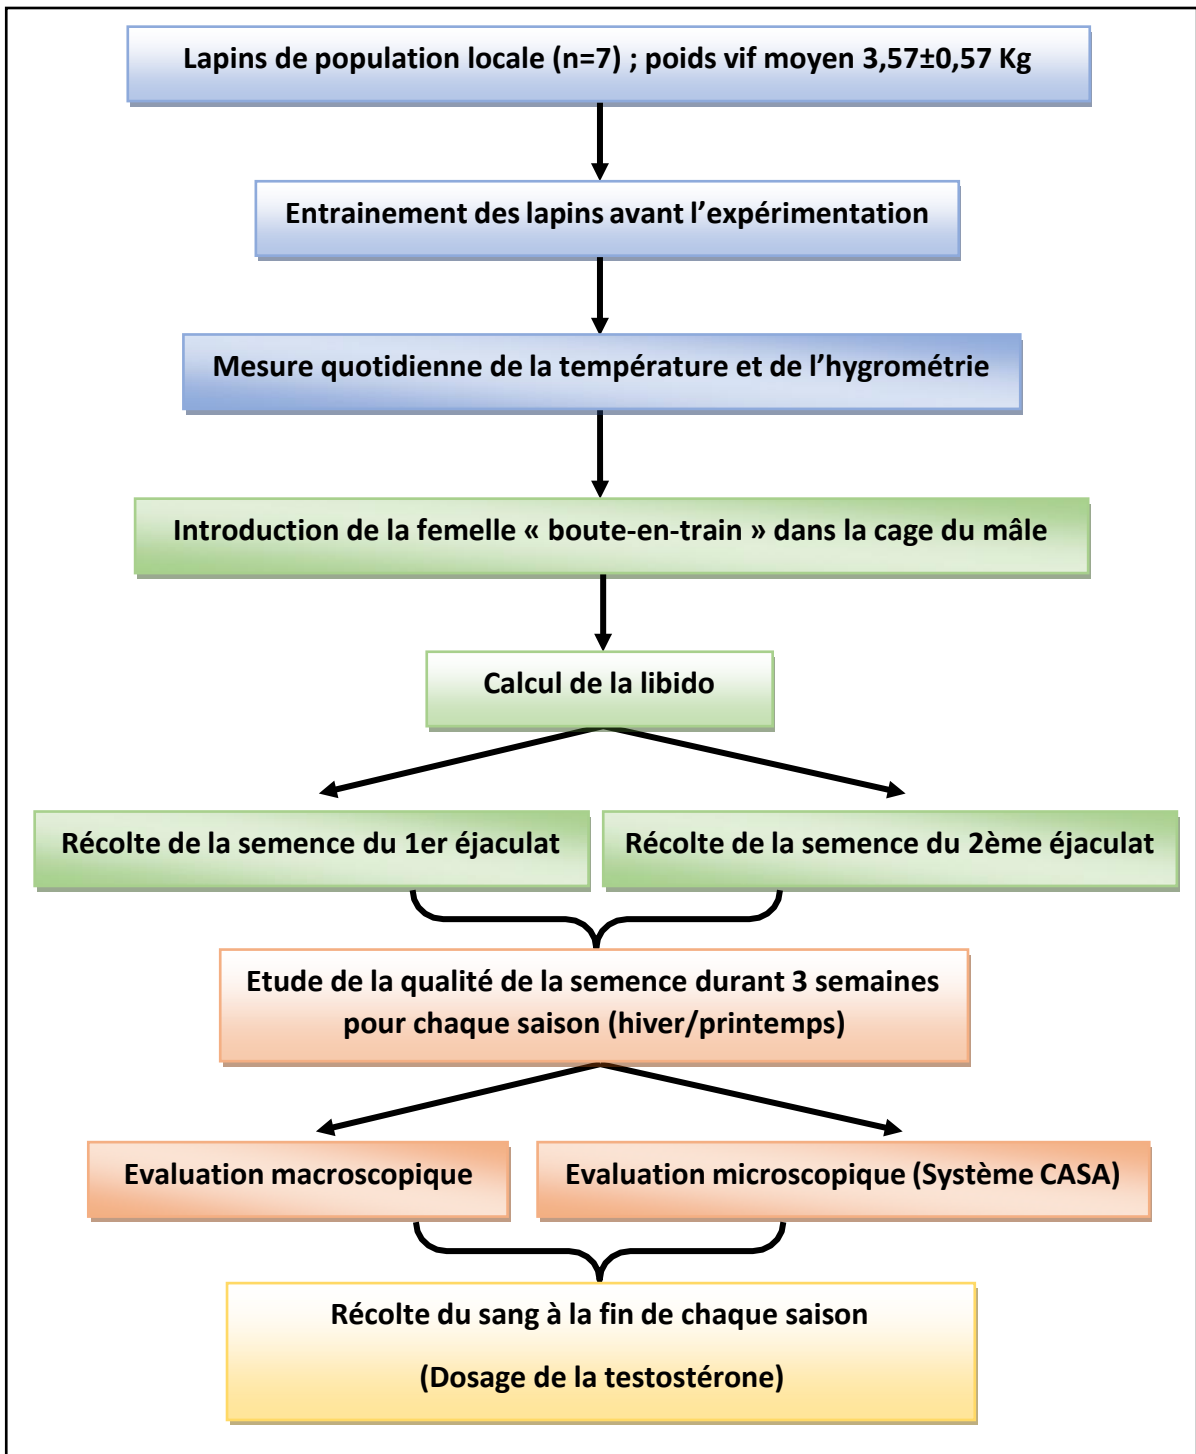 Lapins de population locale (n=7) ; poids vif moyen 3,57±0,57 Kg
Entrainement des lapins avant l’expérimentation
Mesure quotidienne de la température et de l’hygrométrie
Introduction de la femelle « boute-en-train » dans la cage du mâle
Calcul de la libido
Récolte de la semence du 1er éjaculat
Récolte de la semence du 2ème éjaculat
Etude de la qualité de la semence durant 3 semaines
pour chaque saison (hiver/printemps)
Evaluation macroscopique
Evaluation microscopique (Système CASA)
Récolte du sang à la fin de chaque saison
(Dosage de la testostérone)